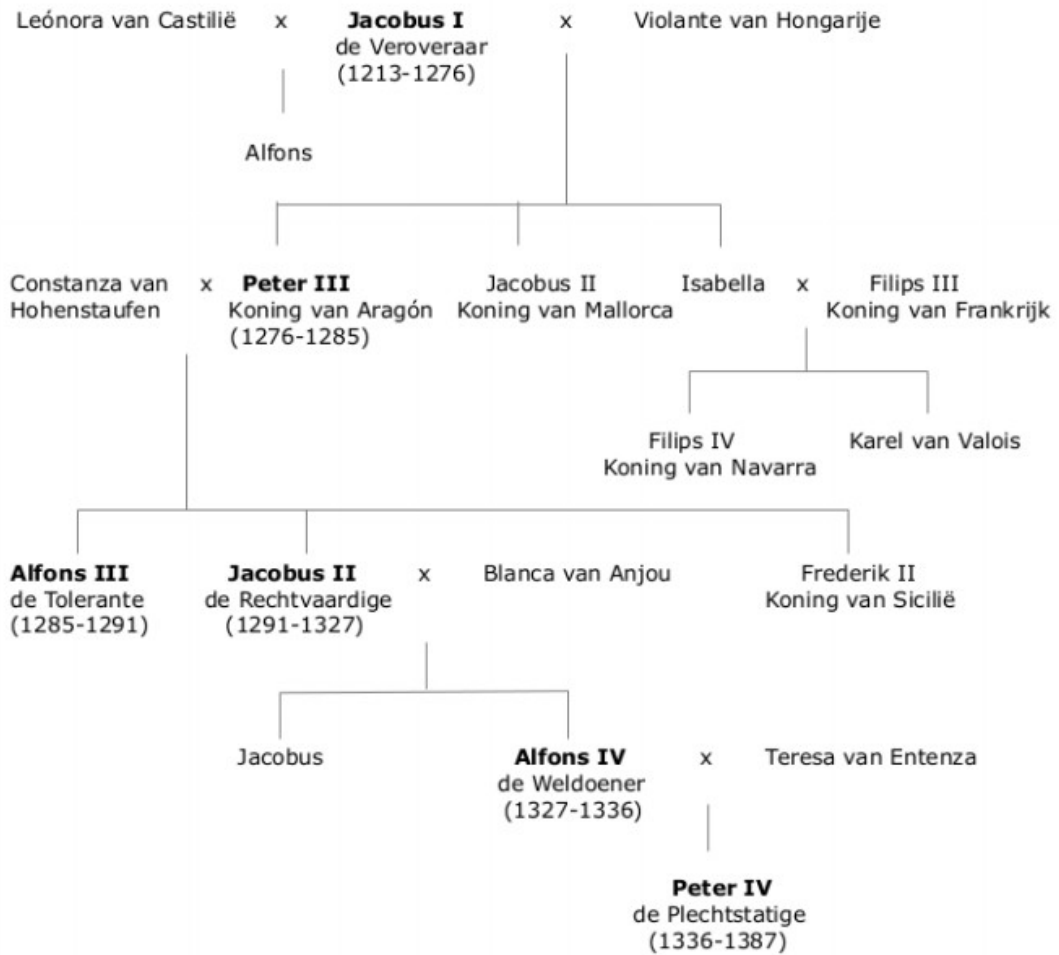 Leónora van Castilië x Jacobus I x Violante van Hongarije
de Veroveraar
(1213-1276)
Alfons
Constanza van x Peter III Jacobus II Isabella x Filips III
Hohenstaufen Koning van Aragón Koning van Mallorca Koning van Frankrijk
(1276-1285)
Filips IV Karel van Valois
Koning van Navarra
Alfons III Jacobus II x Blanca van Anjou Frederik II
de Tolerante de Rechtvaardige Koning van Sicilië
(1285-1291) (1291-1327)
Jacobus Alfons IV x Teresa van Entenza
de Weldoener
(1327-1336)
Peter IV
de Plechtstatige
(1336-1387)